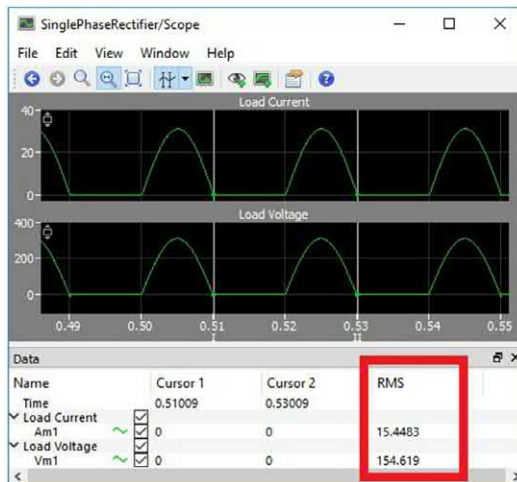 SinglePhaseRectifier/Scope
File Edit View Window Help
Load Current
40
20
0
Load Voltage
400
200
0
0.49 0.50 0.51 0.52 0.53 0.54 0.55
I II
Data
Name Cursor 1 Cursor 2 RMS
Time 0.51009 0.53009
Load Current
Am1 0 0 15.4483
Load Voltage
Vm1 0 0 154.619